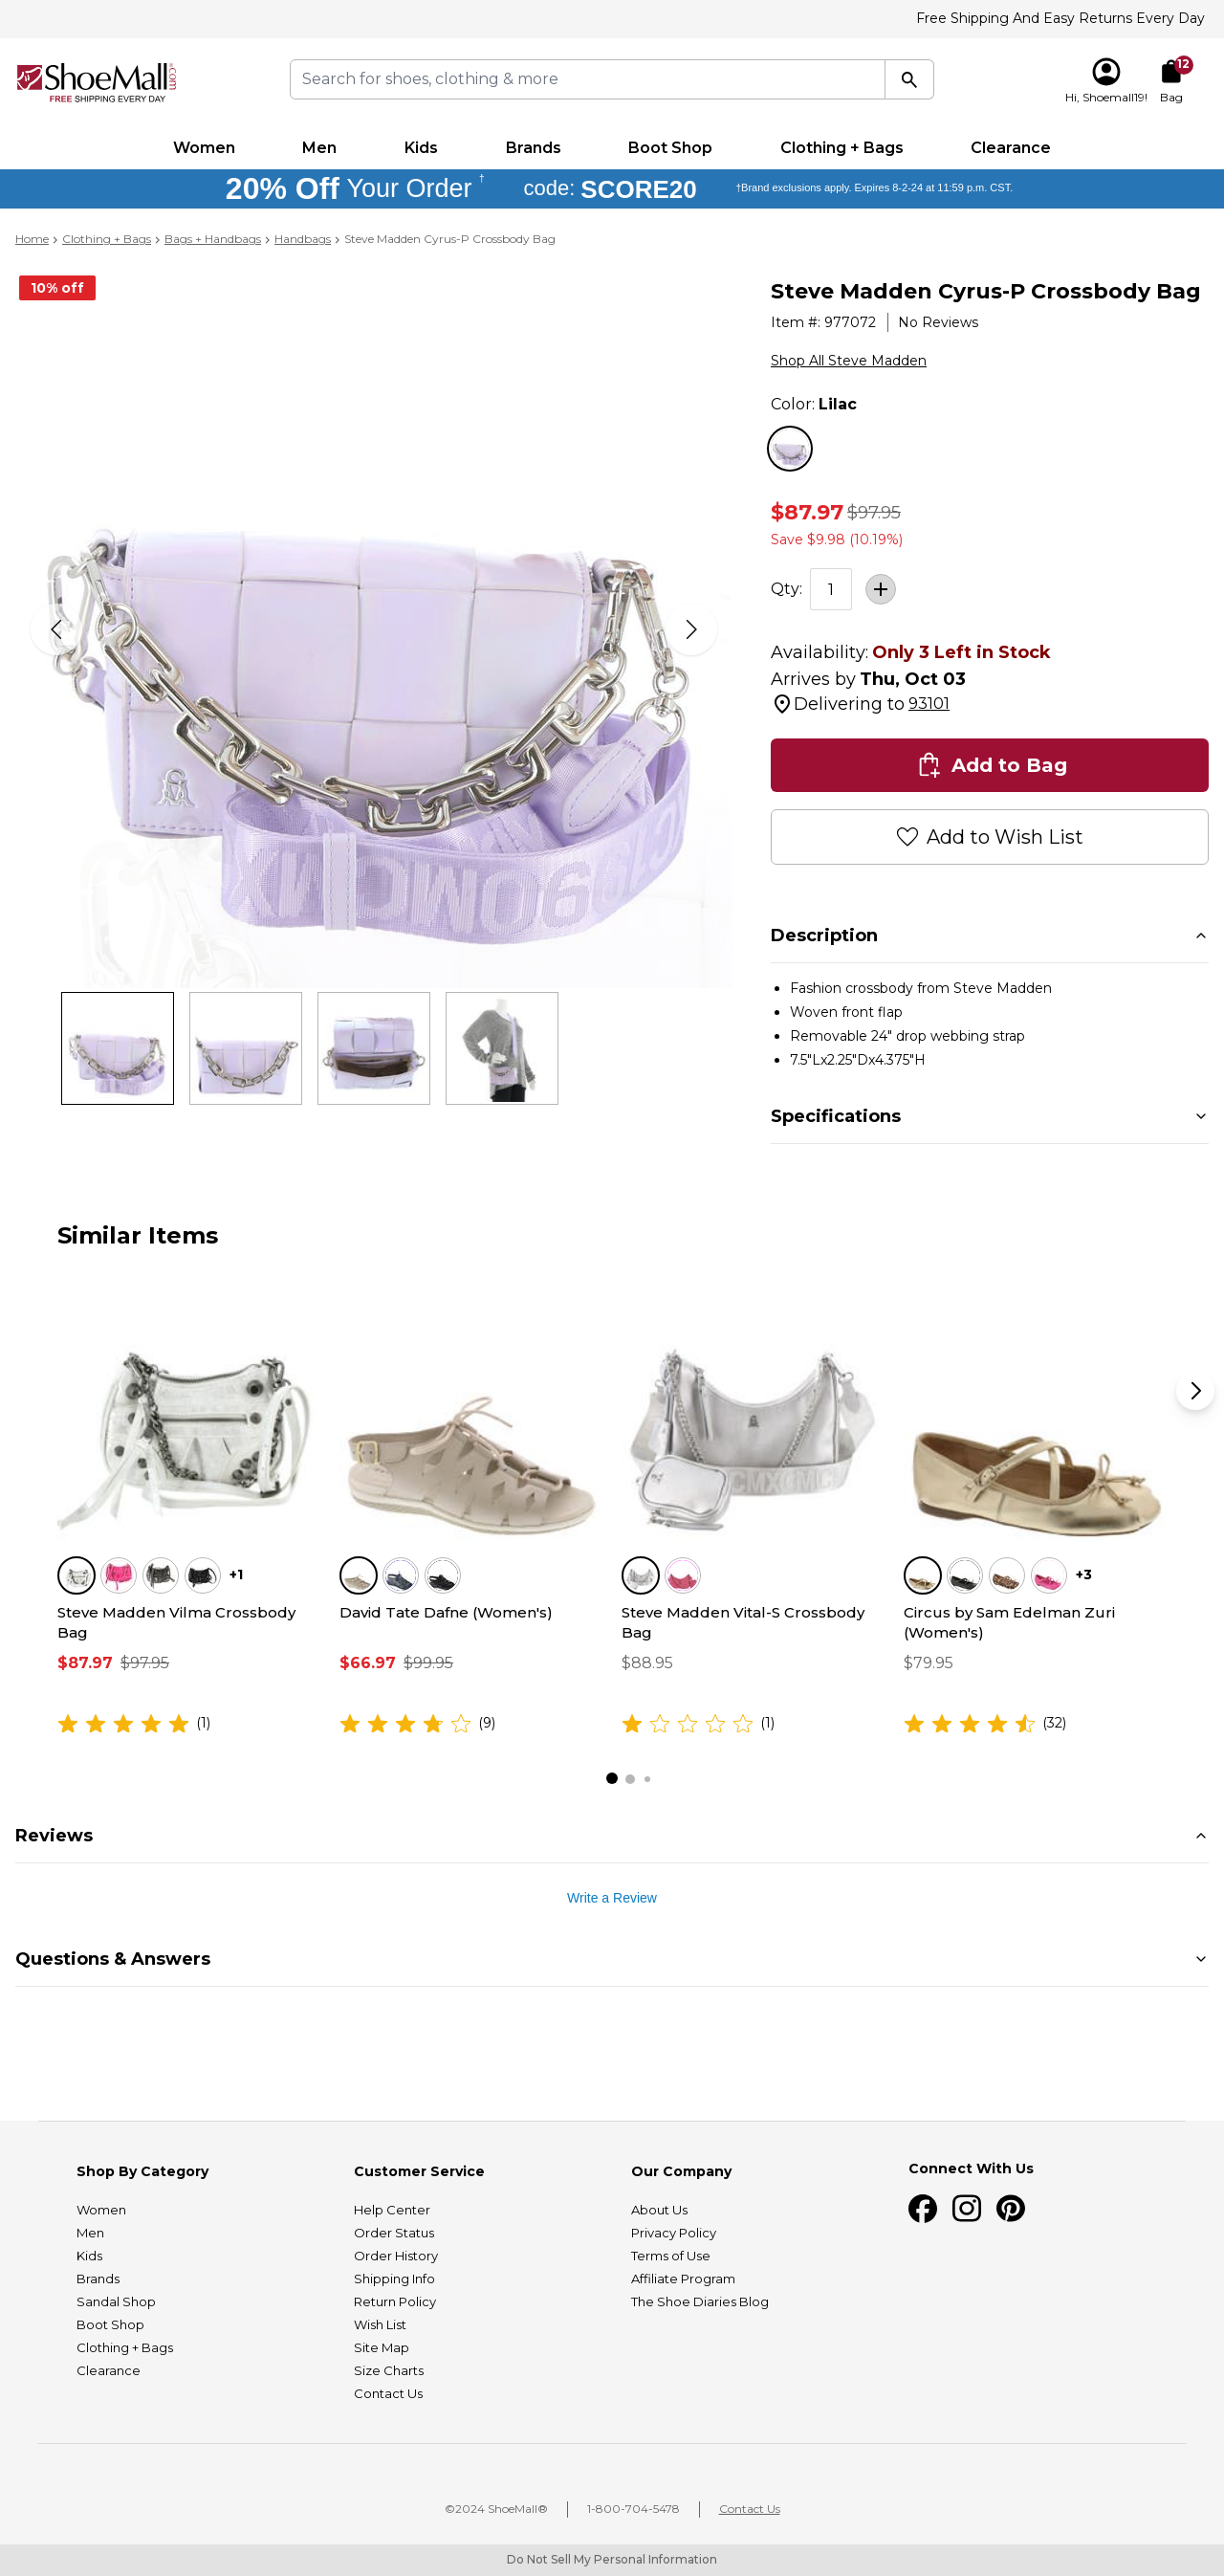 Free Shipping And Easy Returns Every Day
ShoeMall.com
FREE SHIPPING EVERY DAY
Search for shoes, clothing & more
12
Hi, Shoemall19!
Bag
Women
Men
Kids
Brands
Boot Shop
Clothing + Bags
Clearance
20% Off Your Order † code: SCORE20 †Brand exclusions apply. Expires 8-2-24 at 11:59 p.m. CST.
Home > Clothing + Bags > Bags + Handbags > Handbags > Steve Madden Cyrus-P Crossbody Bag
10% off
Steve Madden Cyrus-P Crossbody Bag
Item #: 977072 | No Reviews
Shop All Steve Madden
Color: Lilac
$87.97 $97.95
Save $9.98 (10.19%)
Qty: 1 +
Availability: Only 3 Left in Stock
Arrives by Thu, Oct 03
Delivering to 93101
Add to Bag
Add to Wish List
Description
• Fashion crossbody from Steve Madden
• Woven front flap
• Removable 24" drop webbing strap
• 7.5"Lx2.25"Dx4.375"H
Specifications
Similar Items
+1
Steve Madden Vilma Crossbody
Bag
$87.97 $97.95
(1)
David Tate Dafne (Women's)
$66.97 $99.95
(9)
Steve Madden Vital-S Crossbody
Bag
$88.95
(1)
+3
Circus by Sam Edelman Zuri
(Women's)
$79.95
(32)
Reviews
Write a Review
Questions & Answers
Shop By Category
Women
Men
Kids
Brands
Sandal Shop
Boot Shop
Clothing + Bags
Clearance
Customer Service
Help Center
Order Status
Order History
Shipping Info
Return Policy
Wish List
Site Map
Size Charts
Contact Us
Our Company
About Us
Privacy Policy
Terms of Use
Affiliate Program
The Shoe Diaries Blog
Connect With Us
©2024 ShoeMall® | 1-800-704-5478 | Contact Us
Do Not Sell My Personal Information